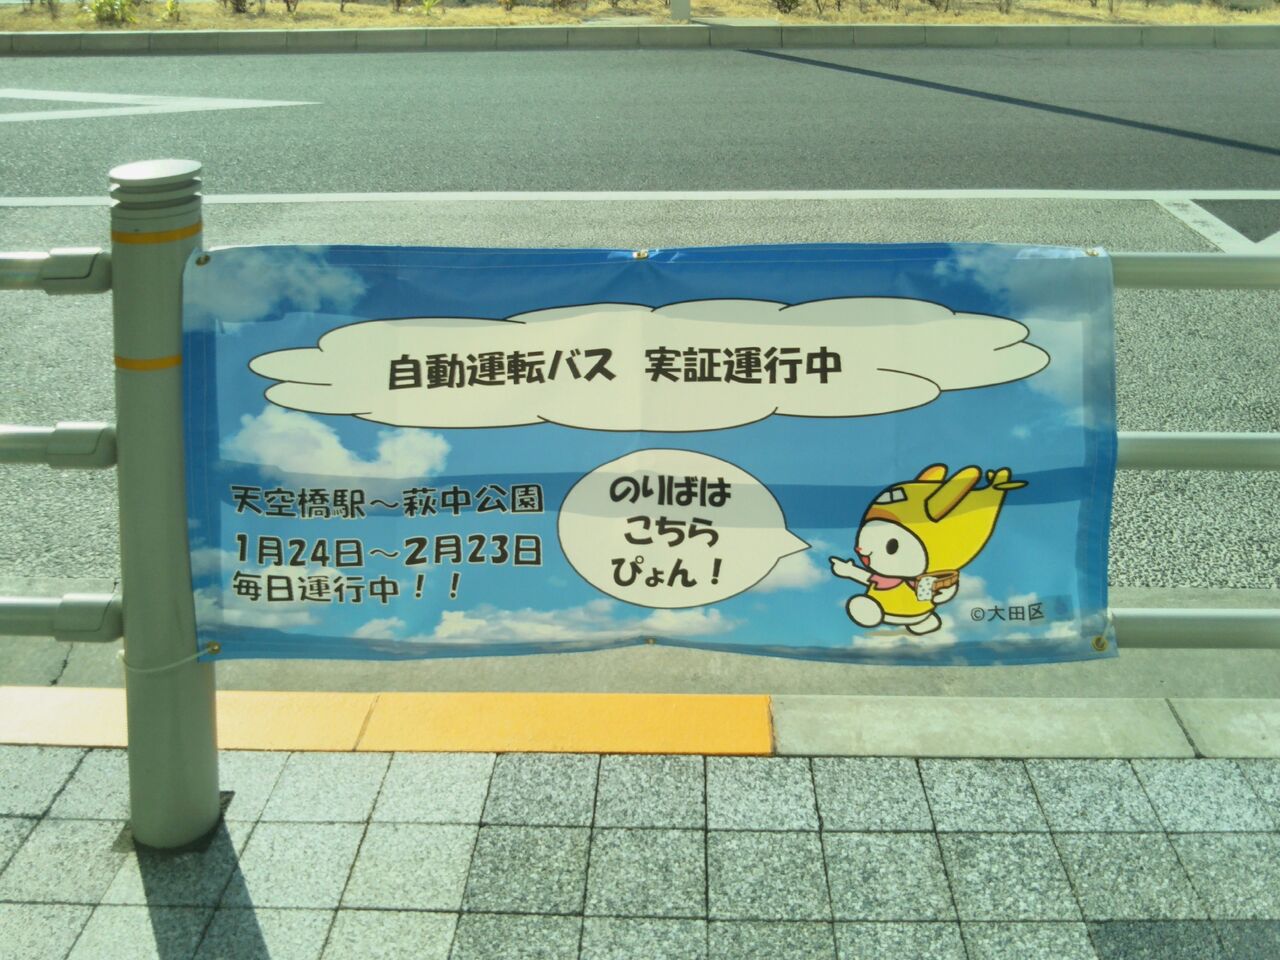 自動運転バス 実証運行中
天空橋駅～萩中公園
1月24日～2月23日
毎日運行中！！
のりばは
こちら
ぴょん！
©大田区